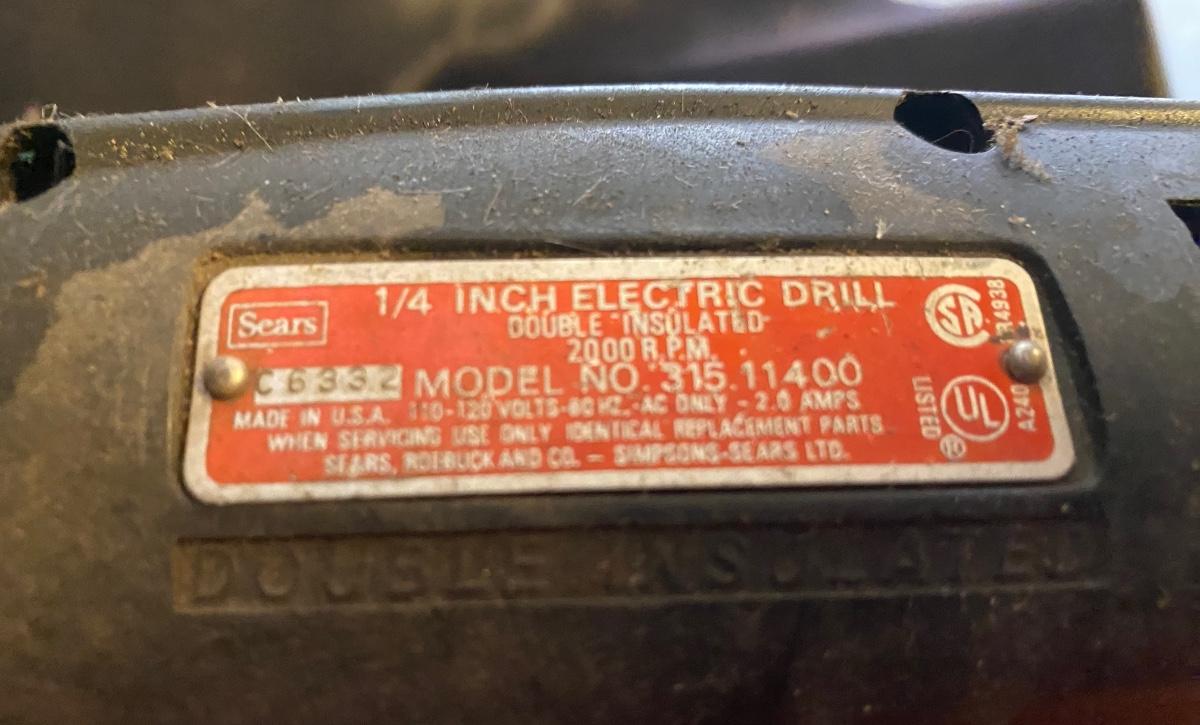 Sears
1/4 INCH ELECTRIC DRILL
DOUBLE INSULATED
2000 R.P.M.
C6332 MODEL NO. 315.11400
MADE IN U.S.A. 110-120 VOLTS-60 HZ.-AC ONLY - 2.0 AMPS
WHEN SERVICING USE ONLY IDENTICAL REPLACEMENT PARTS
SEARS, ROEBUCK AND CO. - SIMPSONS-SEARS LTD.
SA
4938
LISTED
UL
®
A240
DOUBLE INSULATED